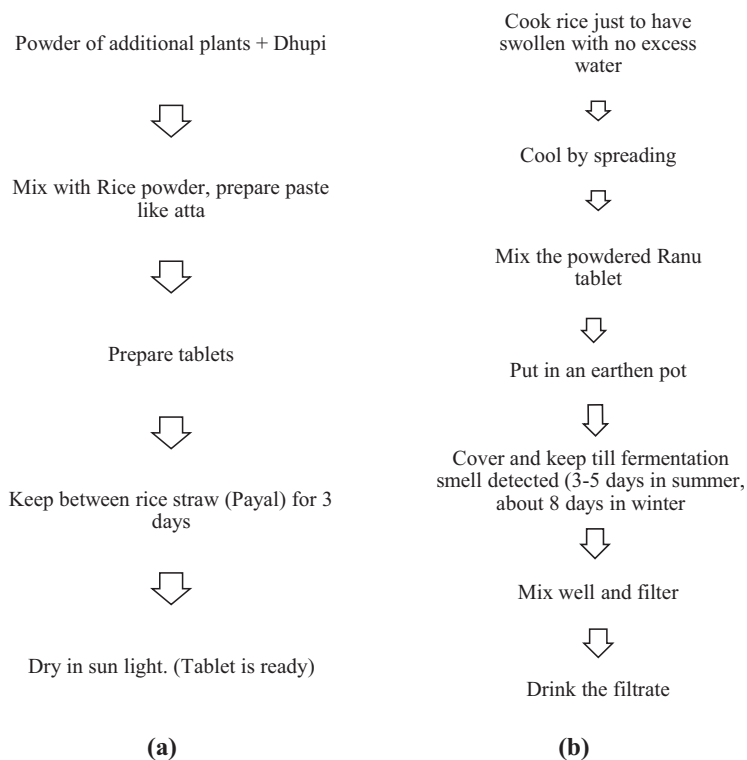 Powder of additional plants + Dhupi
Mix with Rice powder, prepare paste
like atta
Prepare tablets
Keep between rice straw (Payal) for 3
days
Dry in sun light. (Tablet is ready)
(a)
Cook rice just to have
swollen with no excess
water
Cool by spreading
Mix the powdered Ranu
tablet
Put in an earthen pot
Cover and keep till fermentation
smell detected (3-5 days in summer,
about 8 days in winter
Mix well and filter
Drink the filtrate
(b)